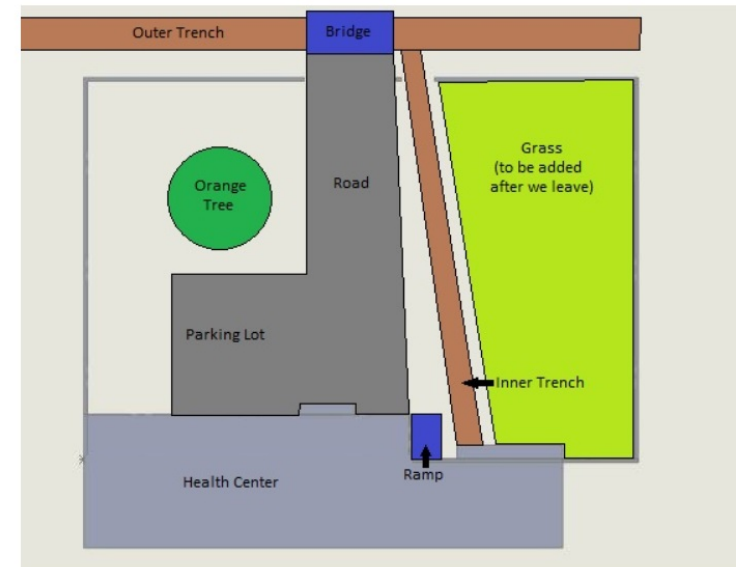 Outer Trench
Bridge
Grass
(to be added
after we leave)
Orange
Tree
Road
Parking Lot
Inner Trench
Ramp
Health Center